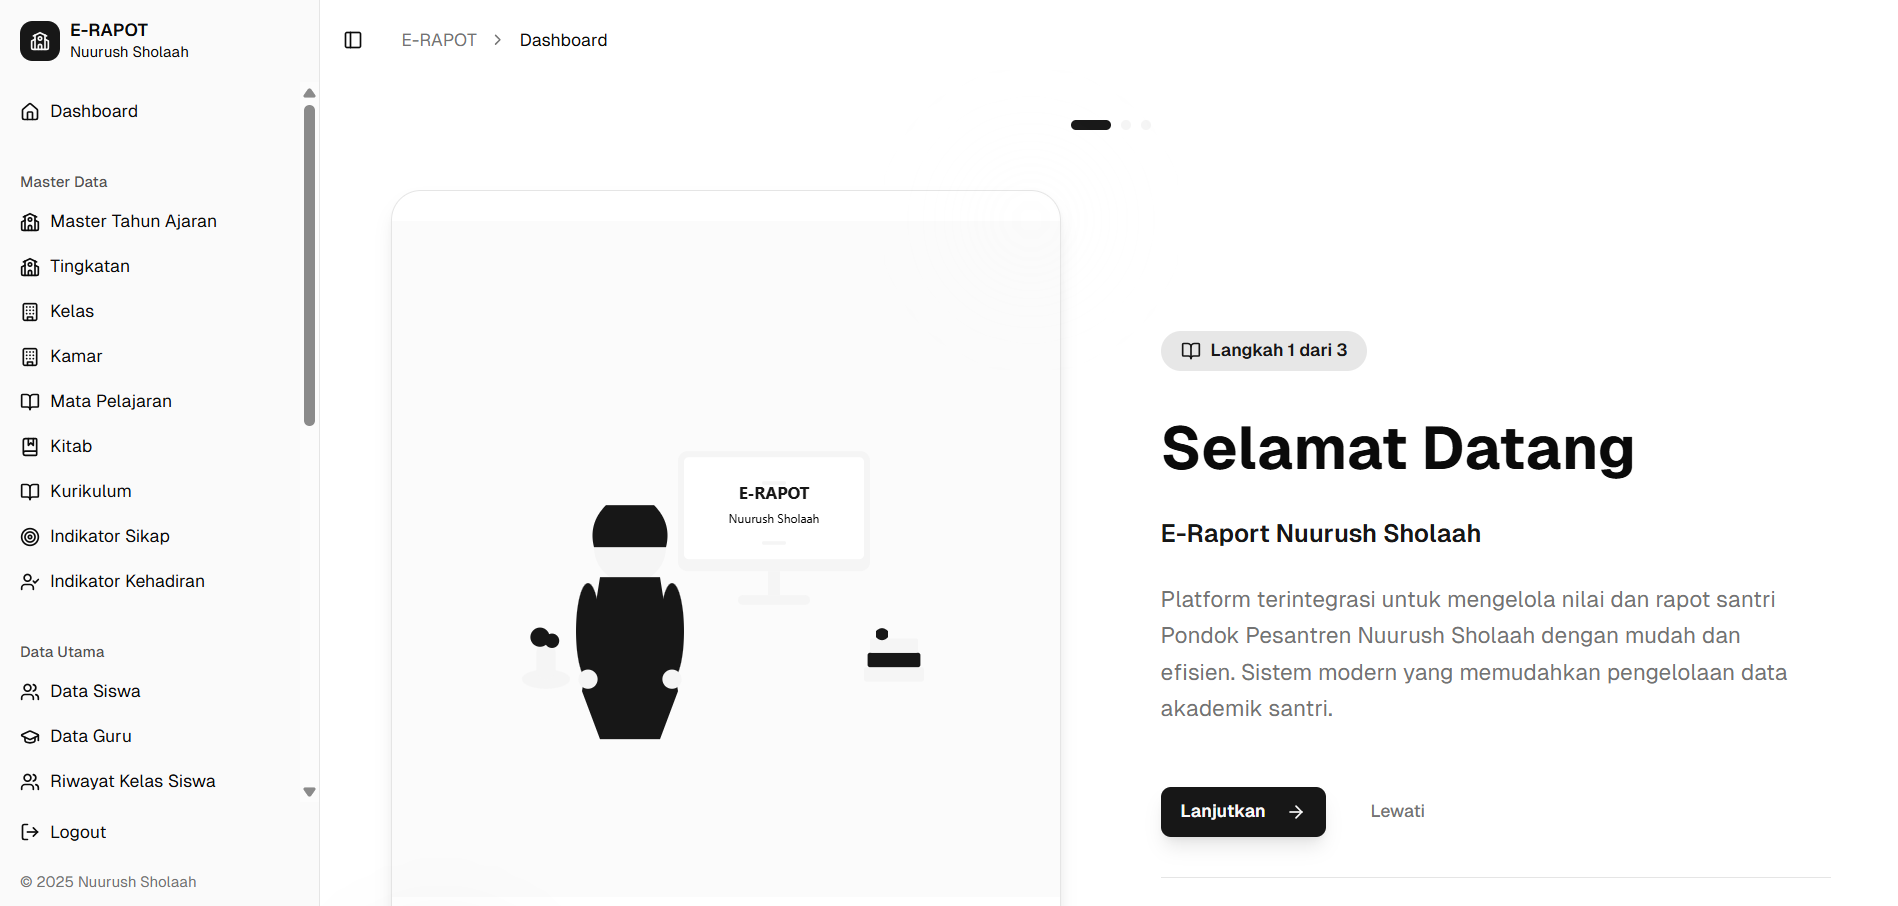 E-RAPOT
Nuurush Sholaah
Dashboard
Master Data
Master Tahun Ajaran
Tingkatan
Kelas
Kamar
Mata Pelajaran
Kitab
Kurikulum
Indikator Sikap
Indikator Kehadiran
Data Utama
Data Siswa
Data Guru
Riwayat Kelas Siswa
Logout
© 2025 Nuurush Sholaah
E-RAPOT > Dashboard
E-RAPOT
Nuurush Sholaah
Langkah 1 dari 3
Selamat Datang
E-Raport Nuurush Sholaah
Platform terintegrasi untuk mengelola nilai dan rapot santri
Pondok Pesantren Nuurush Sholaah dengan mudah dan
efisien. Sistem modern yang memudahkan pengelolaan data
akademik santri.
Lanjutkan
Lewati